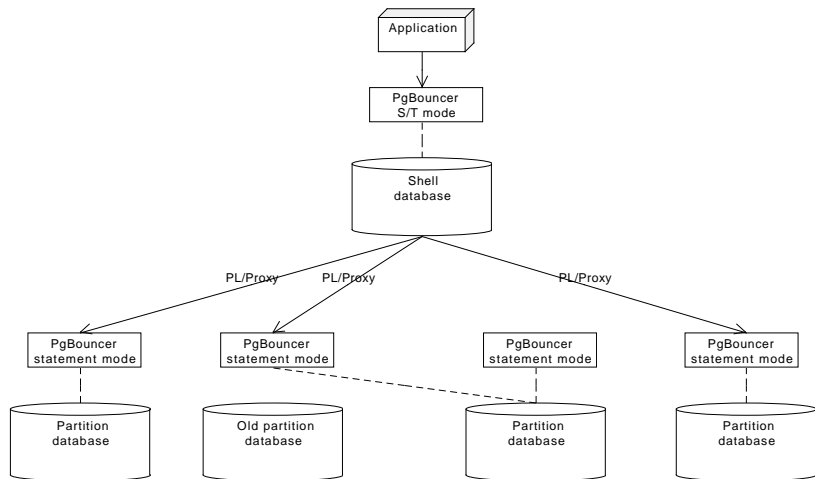 Application
PgBouncer
S/T mode
Shell
database
PL/Proxy
PL/Proxy
PL/Proxy
PgBouncer
statement mode
PgBouncer
statement mode
PgBouncer
statement mode
PgBouncer
statement mode
Partition
database
Old partition
database
Partition
database
Partition
database